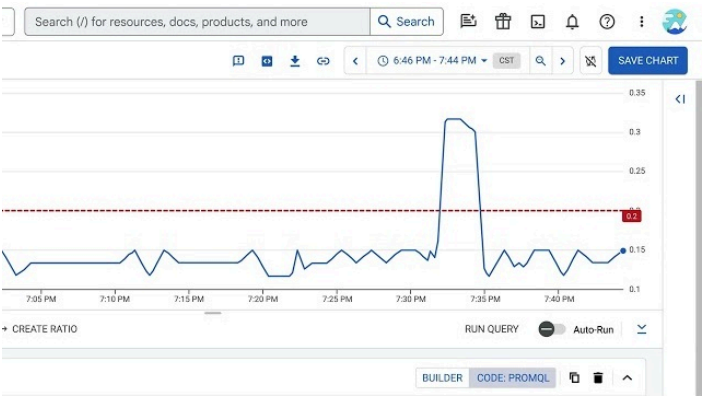 Search (/) for resources, docs, products, and more Search
6:46 PM - 7:44 PM CST SAVE CHART
0.35
0.3
0.25
0.2
0.2
0.15
0.1
7:05 PM 7:10 PM 7:15 PM 7:20 PM 7:25 PM 7:30 PM 7:35 PM 7:40 PM
+ CREATE RATIO RUN QUERY Auto-Run
BUILDER CODE: PROMQL